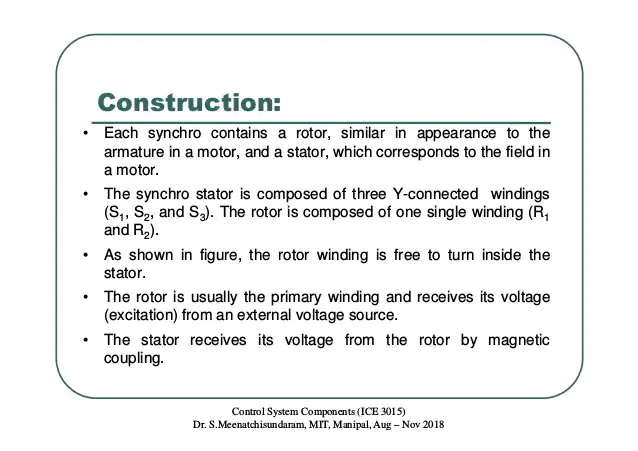 Construction:
• Each synchro contains a rotor, similar in appearance to the
armature in a motor, and a stator, which corresponds to the field in
a motor.
• The synchro stator is composed of three Y-connected windings
(S1, S2, and S3). The rotor is composed of one single winding (R1
and R2).
• As shown in figure, the rotor winding is free to turn inside the
stator.
• The rotor is usually the primary winding and receives its voltage
(excitation) from an external voltage source.
• The stator receives its voltage from the rotor by magnetic
coupling.
Control System Components (ICE 3015)
Dr. S.Meenatchisundaram, MIT, Manipal, Aug – Nov 2018